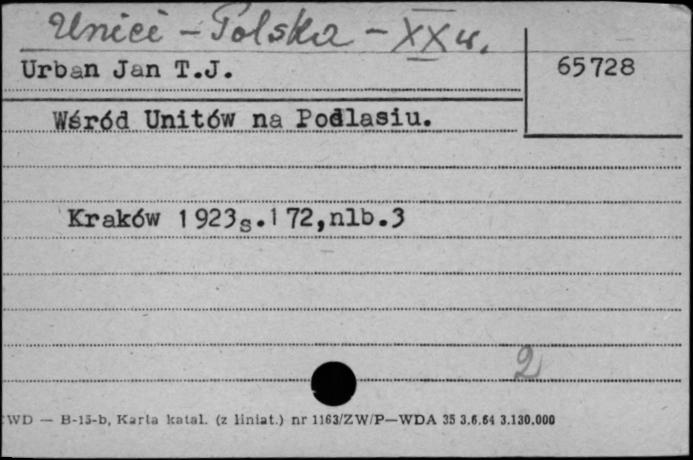 Unici - Polska - XX w.
Urban Jan T.J.
65728
Wśród Unitów na Podlasiu.
Kraków 1923s.172,nlb.3
2
WD — B-15-b, Karta katal. (z liniat.) nr 1163/ZW/P—WDA 35 3.6.64 3.130.000